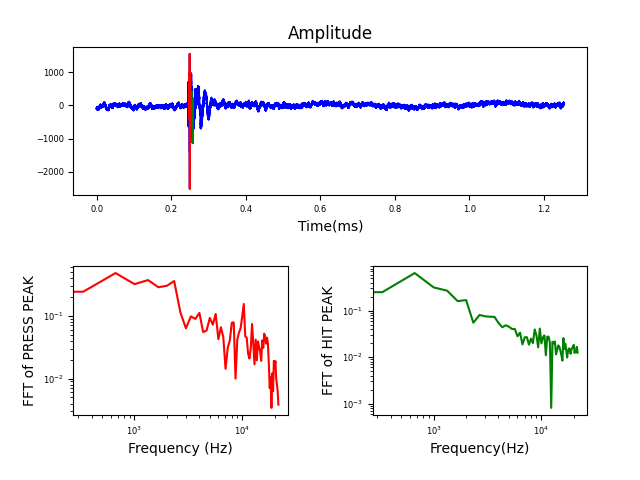 Amplitude
1000
0
−1000
−2000
0.0 0.2 0.4 0.6 0.8 1.0 1.2
Time(ms)
FFT of PRESS PEAK
10⁻¹
10⁻²
10³ 10⁴
Frequency (Hz)
FFT of HIT PEAK
10⁻¹
10⁻²
10⁻³
10³ 10⁴
Frequency(Hz)